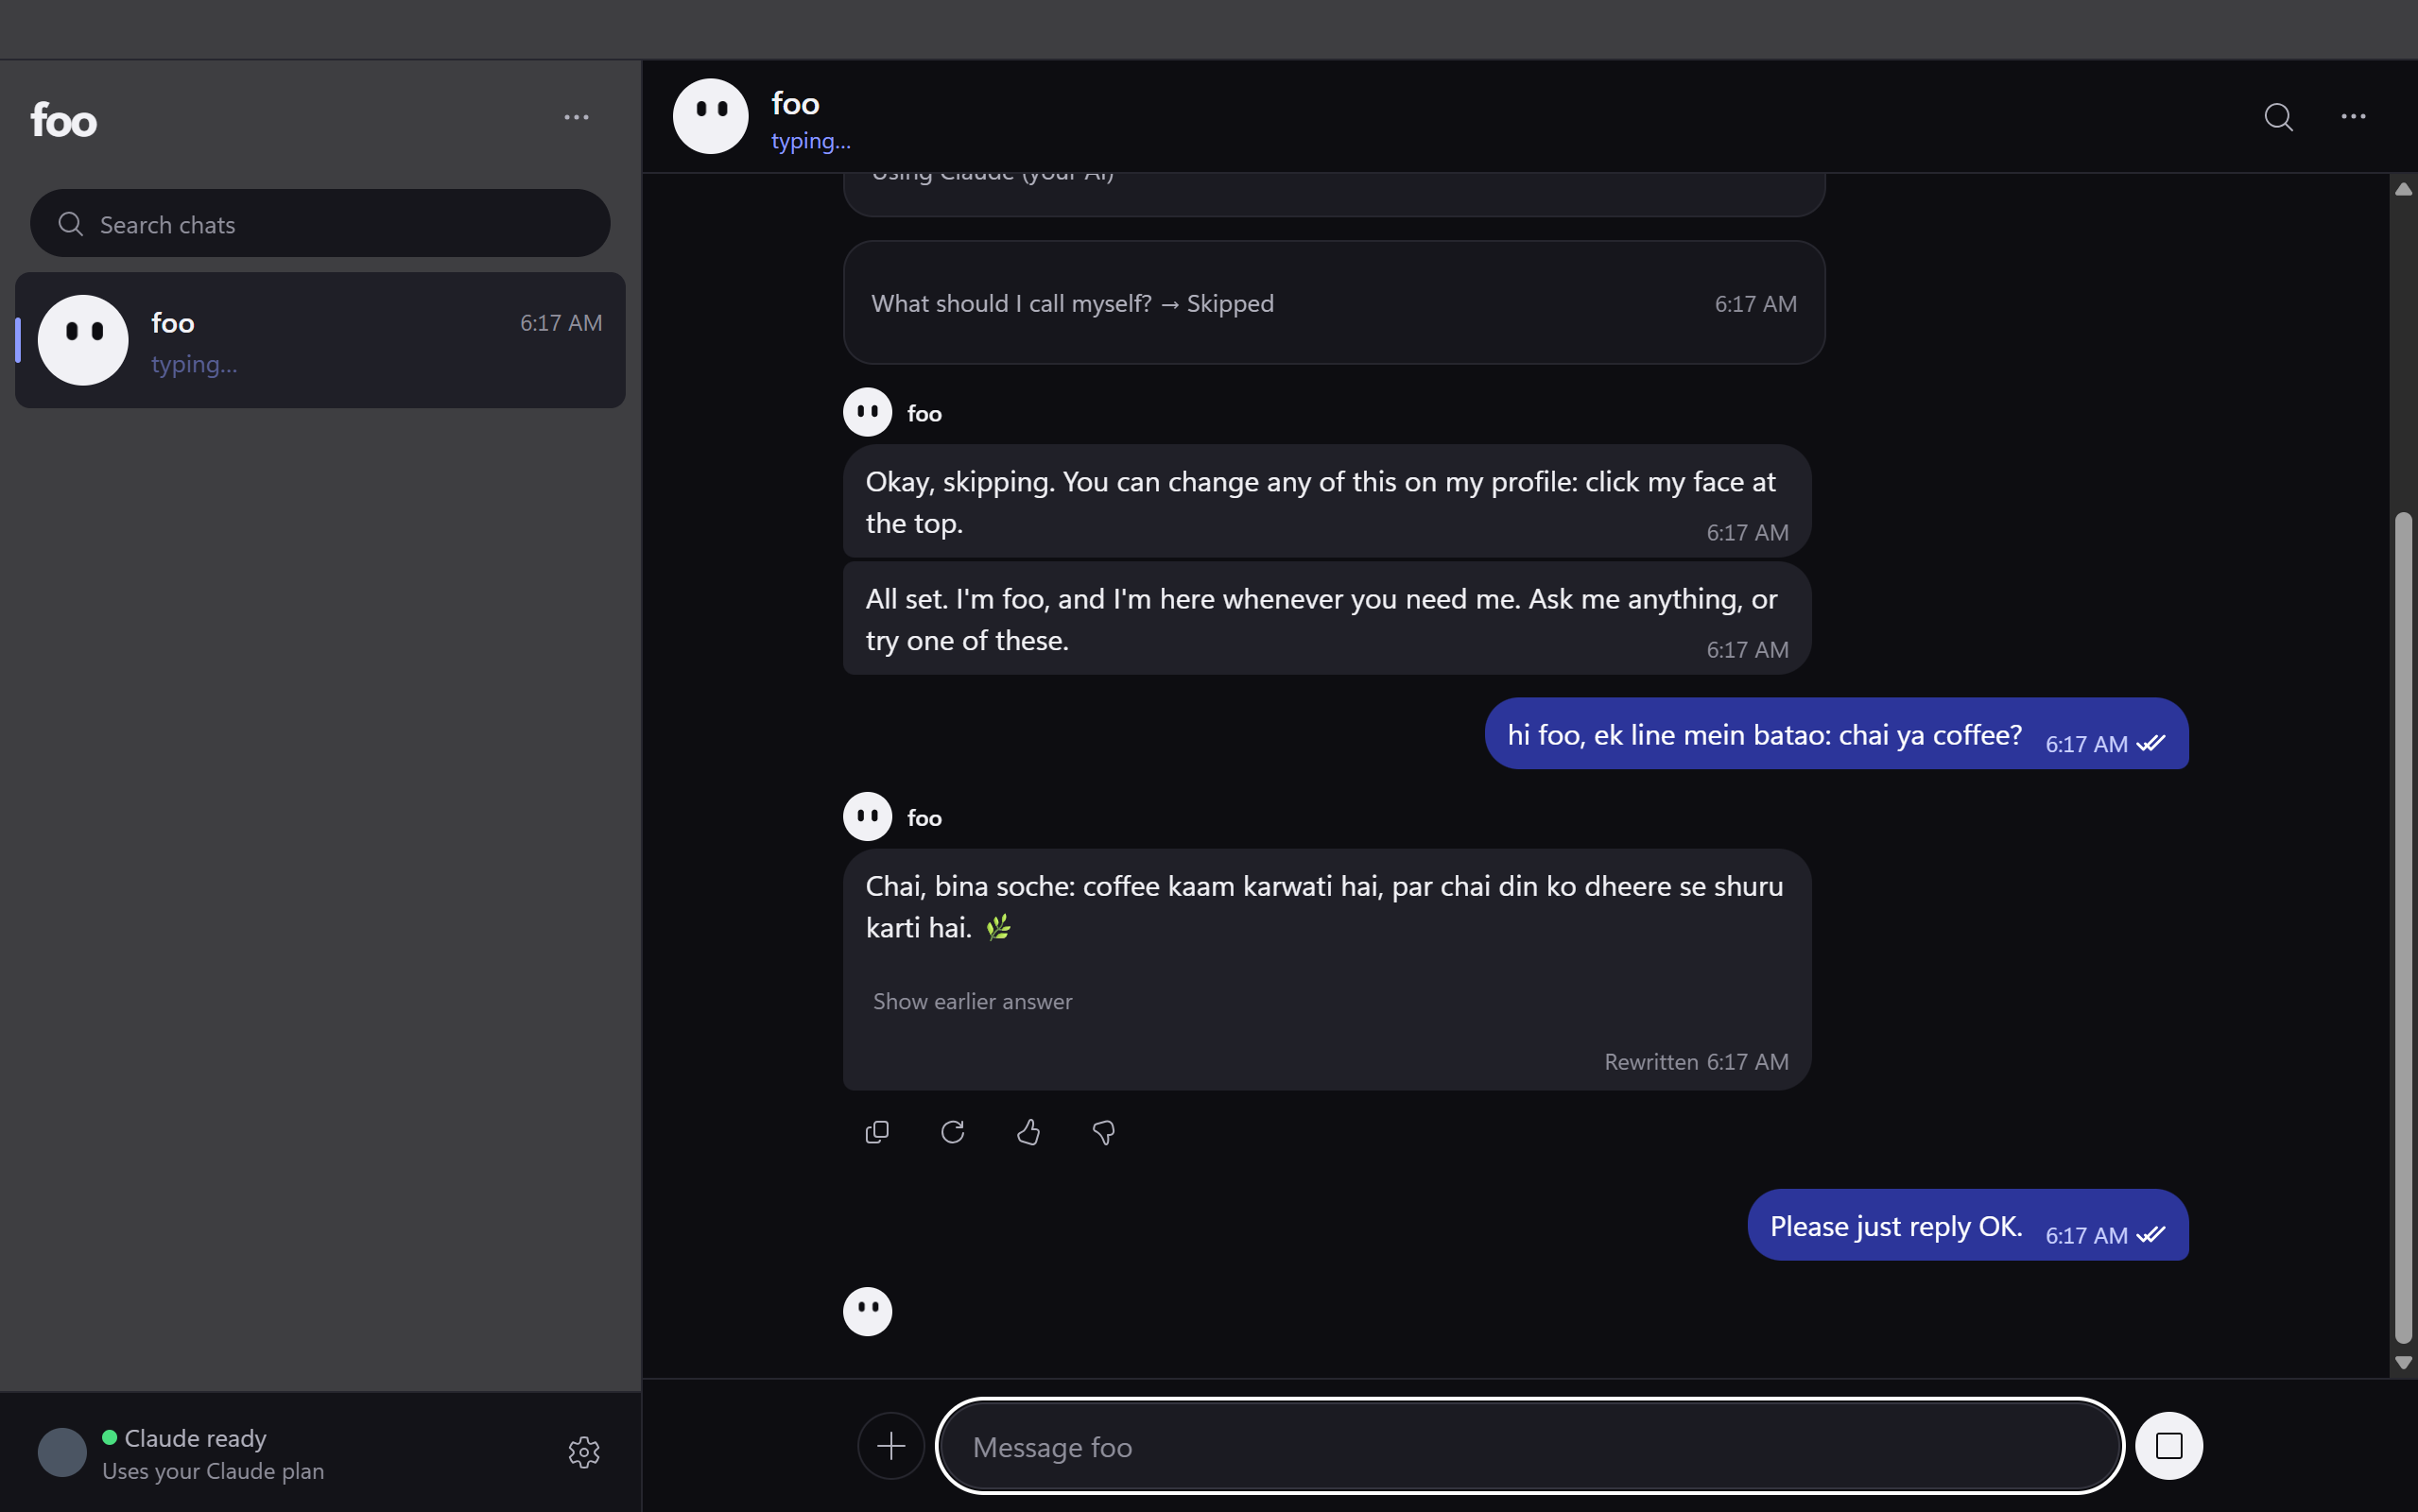 foo
Search chats
foo
6:17 AM
typing...
Claude ready
Uses your Claude plan
foo
typing...
Using Claude (your AI)
What should I call myself? → Skipped
6:17 AM
foo
Okay, skipping. You can change any of this on my profile: click my face at
the top.
6:17 AM
All set. I'm foo, and I'm here whenever you need me. Ask me anything, or
try one of these.
6:17 AM
hi foo, ek line mein batao: chai ya coffee?
6:17 AM
foo
Chai, bina soche: coffee kaam karwati hai, par chai din ko dheere se shuru
karti hai. 🌿
Show earlier answer
Rewritten 6:17 AM
Please just reply OK.
6:17 AM
Message foo